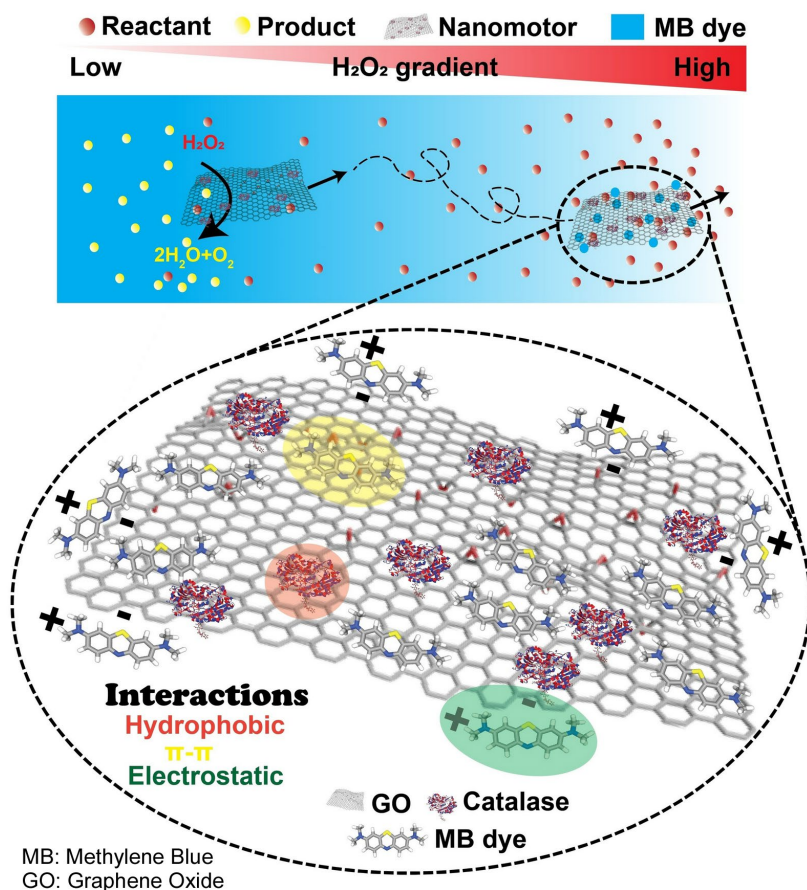 Reactant Product Nanomotor MB dye
Low H₂O₂ gradient High
H₂O₂
2H₂O+O₂
+
-
+
-
+
-
+
-
+
-
-
+
Interactions
Hydrophobic
π-π
Electrostatic
GO Catalase
MB dye
MB: Methylene Blue
GO: Graphene Oxide